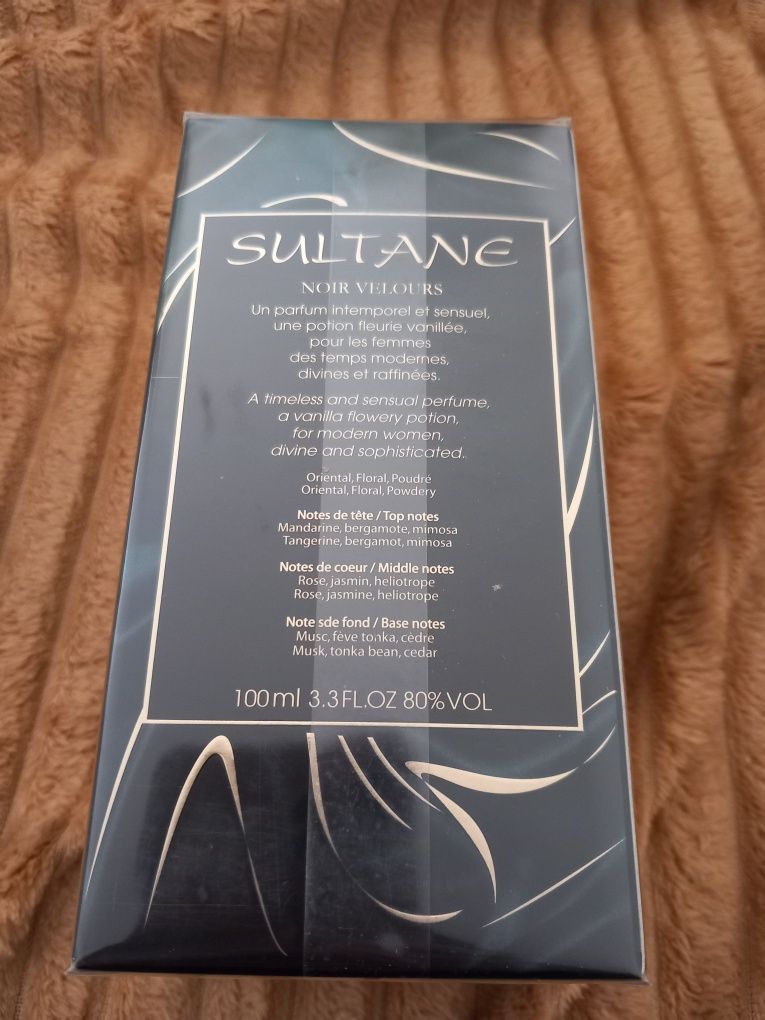 SULTANE
NOIR VELOURS
Un parfum intemporel et sensuel,
une potion fleurie vanillée,
pour les femmes
des temps modernes,
divines et raffinées.
A timeless and sensual perfume,
a vanilla flowery potion,
for modern women,
divine and sophisticated.
Oriental, Floral, Poudré
Oriental, Floral, Powdery
Notes de tête / Top notes
Mandarine, bergamote, mimosa
Tangerine, bergamot, mimosa
Notes de coeur / Middle notes
Rose, jasmin, heliotrope
Rose, jasmine, heliotrope
Note sde fond / Base notes
Musc, fève tonka, cèdre
Musk, tonka bean, cedar
100 ml 3.3 FL.OZ 80% VOL